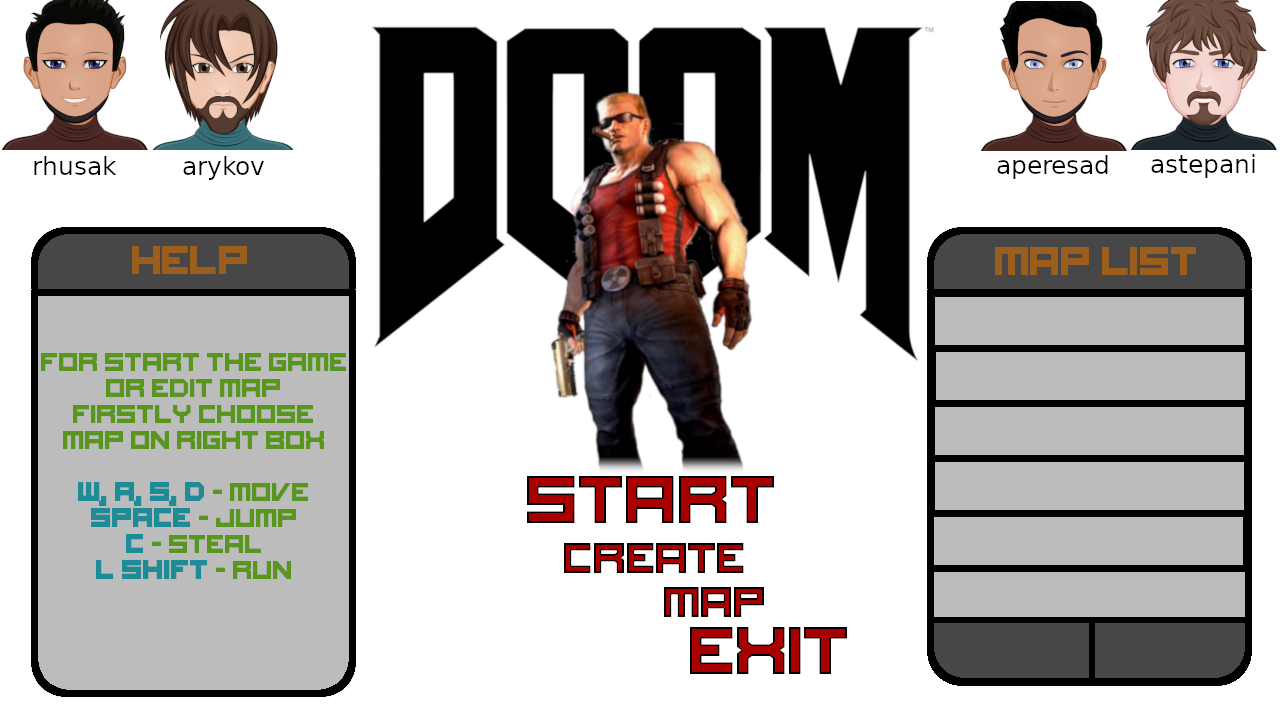 DOOM™
rhusak
arykov
aperesad
astepani
HELP
FOR START THE GAME
OR EDIT MAP
FIRSTLY CHOOSE
MAP ON RIGHT BOX
W, A, S, D - MOVE
SPACE - JUMP
C - STEAL
L SHIFT - RUN
START
CREATE
MAP
EXIT
MAP LIST